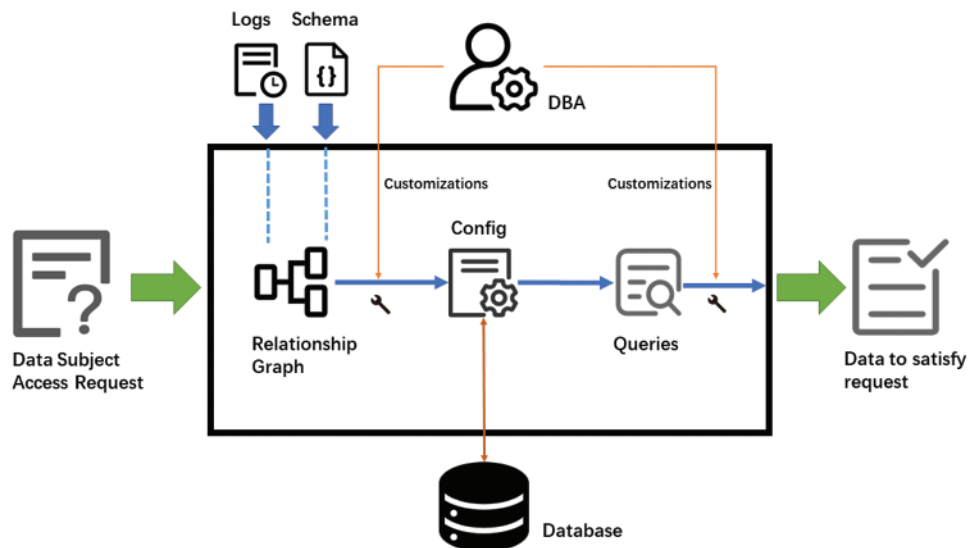 Logs
Schema
DBA
Customizations
Customizations
Config
{}
?
Relationship
Graph
Queries
Data Subject
Access Request
Data to satisfy
request
Database